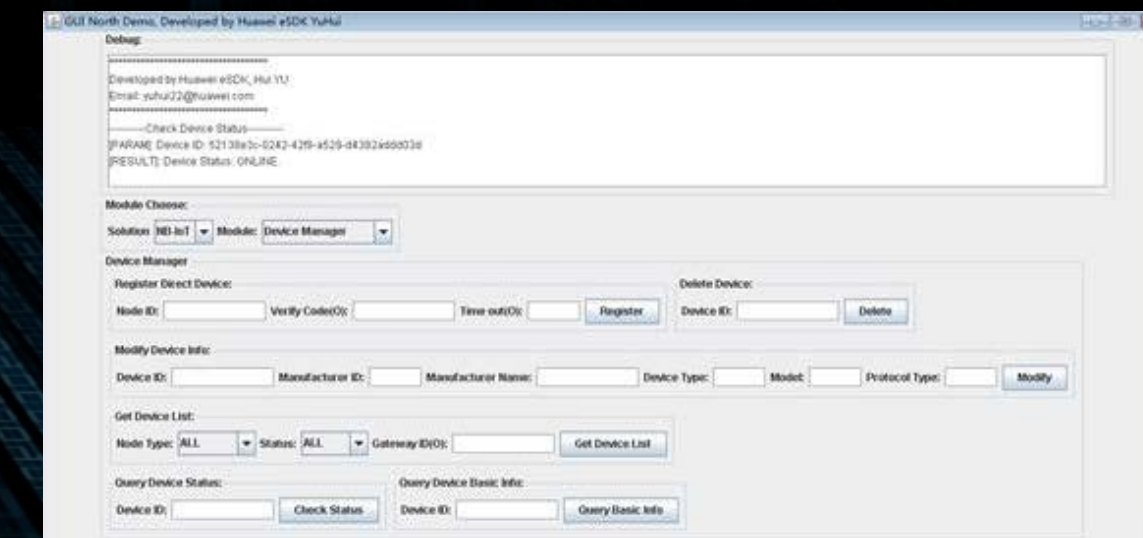 GUI North Demo, Developed by Huawei eSDK YuHui
Debug:
************************************
Developed by Huawei eSDK, Hui YU
Email: yuhui22@huawei.com
************************************
---------Check Device Status---------
[PARAM]: Device ID: 52138e3c-0242-42f9-a529-d4392addd03d
[RESULT]: Device Status: ONLINE
Module Choose:
Solution NB-IoT Module: Device Manager
Device Manager
Register Direct Device: Delete Device:
Node ID: Verify Code(O): Time out(O): Register Device ID: Delete
Modify Device Info:
Device ID: Manufacturer ID: Manufacturer Name: Device Type: Model: Protocol Type: Modify
Get Device List:
Node Type: ALL Status: ALL Gateway ID(O): Get Device List
Query Device Status: Query Device Basic Info:
Device ID: Check Status Device ID: Query Basic Info